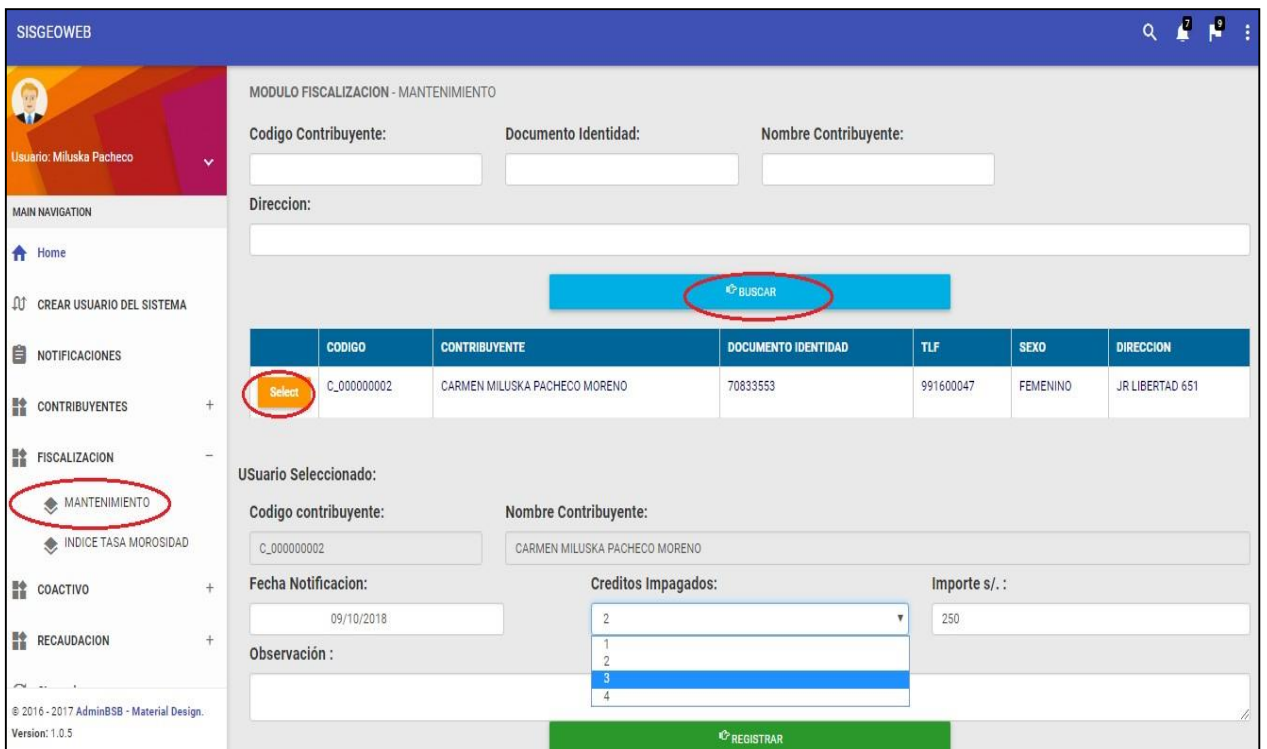 SISGEOWEB
7 9
Usuario: Miluska Pacheco
MAIN NAVIGATION
Home
CREAR USUARIO DEL SISTEMA
NOTIFICACIONES
CONTRIBUYENTES +
FISCALIZACION −
MANTENIMIENTO
INDICE TASA MOROSIDAD
COACTIVO +
RECAUDACION +
© 2016 - 2017 AdminBSB - Material Design.
Version: 1.0.5
MODULO FISCALIZACION - MANTENIMIENTO
Codigo Contribuyente: Documento Identidad: Nombre Contribuyente:
Direccion:
BUSCAR
CODIGO CONTRIBUYENTE DOCUMENTO IDENTIDAD TLF SEXO DIRECCION
Select C_000000002 CARMEN MILUSKA PACHECO MORENO 70833553 991600047 FEMENINO JR LIBERTAD 651
USuario Seleccionado:
Codigo contribuyente: Nombre Contribuyente:
C_000000002 CARMEN MILUSKA PACHECO MORENO
Fecha Notificacion: Creditos Impagados: Importe s/. :
09/10/2018 2 250
1
2
3
4
Observación :
REGISTRAR